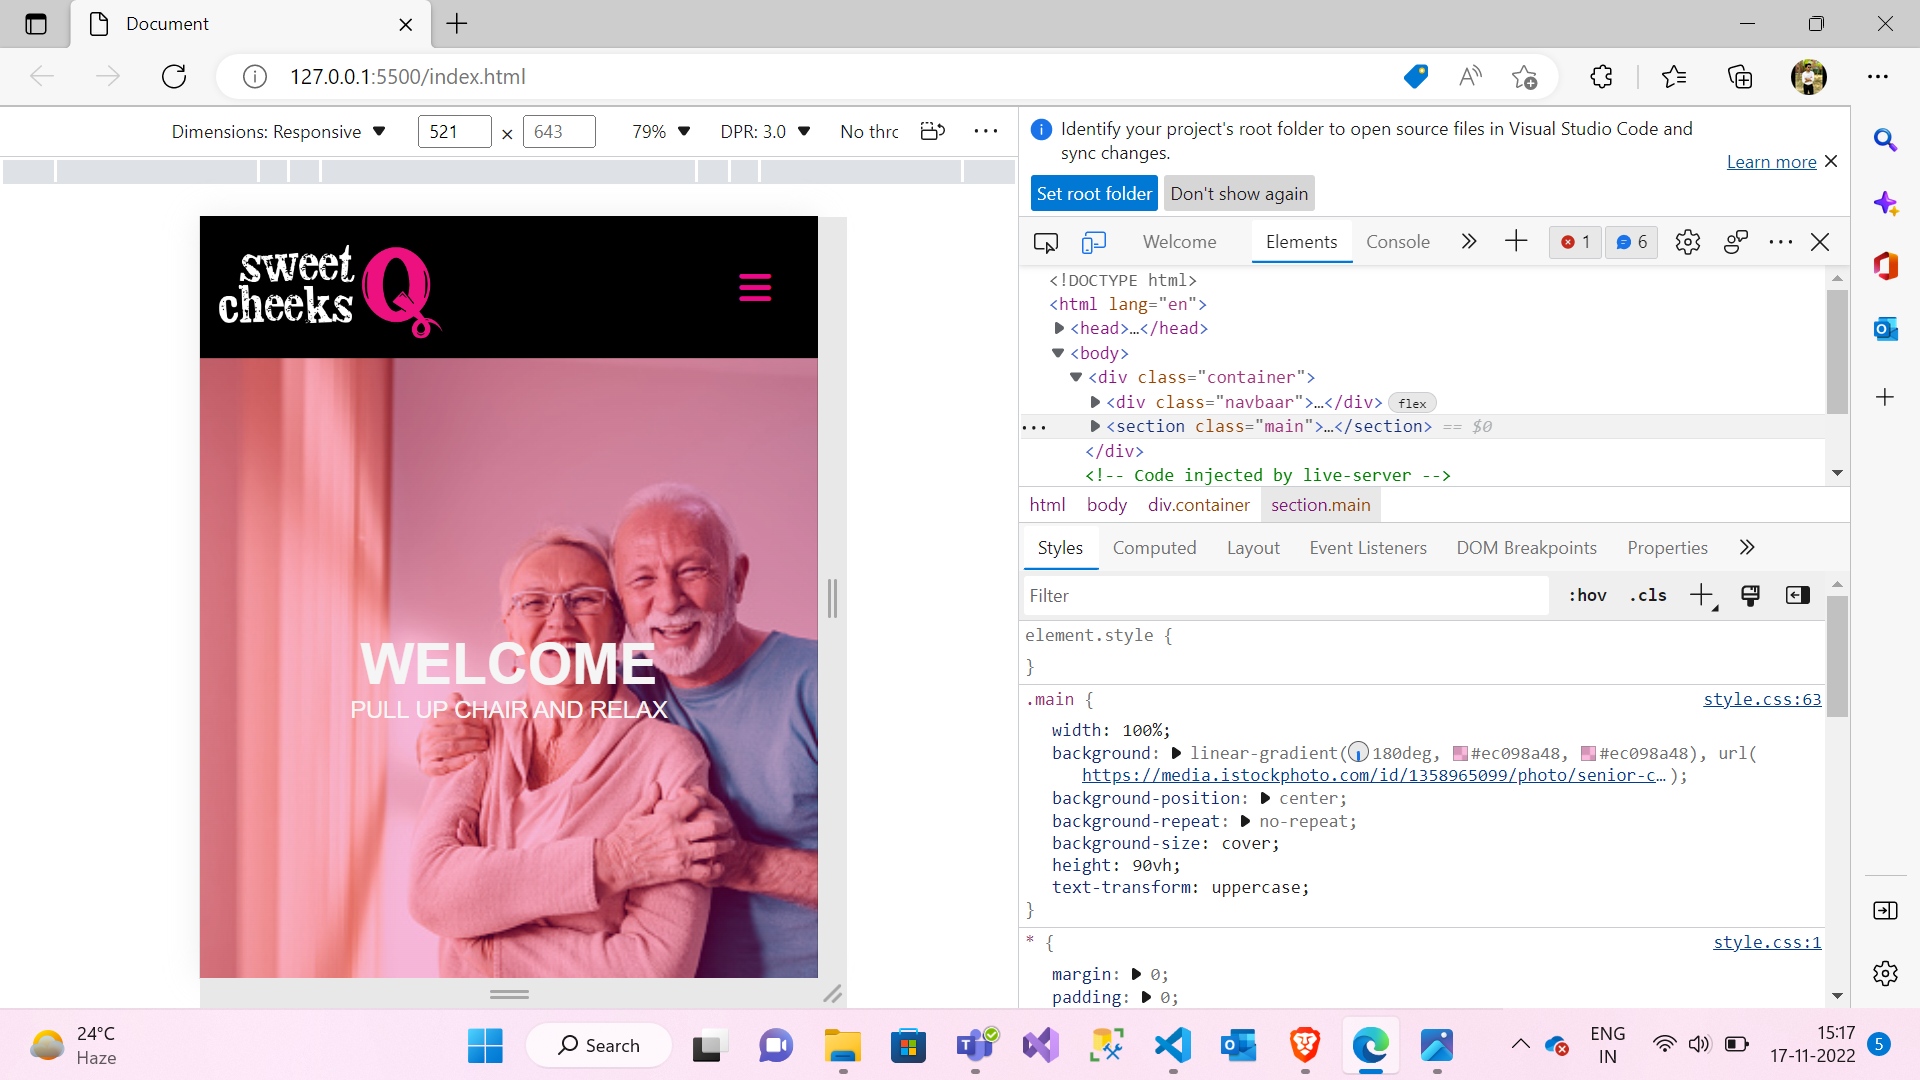 Document
127.0.0.1:5500/index.html
Dimensions: Responsive 521 × 643 79% DPR: 3.0 No thrc
Identify your project's root folder to open source files in Visual Studio Code and
sync changes.
Learn more
Set root folder Don't show again
Welcome Elements Console 1 6
<!DOCTYPE html>
<html lang="en">
<head>…</head>
<body>
<div class="container">
<div class="navbaar">…</div> flex
<section class="main">…</section> == $0
</div>
<!-- Code injected by live-server -->
html body div.container section.main
Styles Computed Layout Event Listeners DOM Breakpoints Properties
Filter :hov .cls
element.style {
}
.main { style.css:63
width: 100%;
background: linear-gradient( 180deg, #ec098a48, #ec098a48), url(
https://media.istockphoto.com/id/1358965099/photo/senior-c… );
background-position: center;
background-repeat: no-repeat;
background-size: cover;
height: 90vh;
text-transform: uppercase;
}
* { style.css:1
margin: 0;
padding: 0;
sweet
cheeks Q
WELCOME
PULL UP CHAIR AND RELAX
24°C
Haze
Search
ENG
IN
15:17
17-11-2022
5